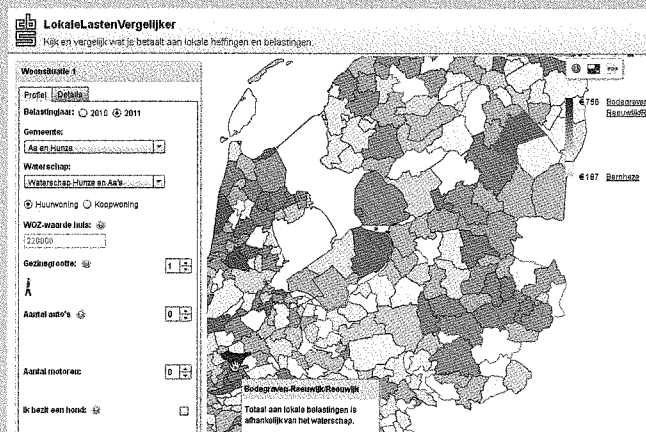 cbs
LokaleLastenVergelijker
Kijk en vergelijk wat je betaalt aan lokale heffingen en belastingen.
Woonsituatie 1
Profiel Details
Belastingjaar: 2010 2011
Gemeente:
Aa en Hunze
Waterschap:
Waterschap Hunze en Aa's
Huurwoning Koopwoning
WOZ-waarde huis:
220000
Gezinsgrootte: 1
Aantal auto's 0
Aantal motoren: 0
Ik bezit een hond:
PDF
€756 Bodegraven
Reeuwijk/R
€197 Bernheze
Bodegraven-Reeuwijk/Reeuwijk
Totaal aan lokale belastingen is
afhankelijk van het waterschap.